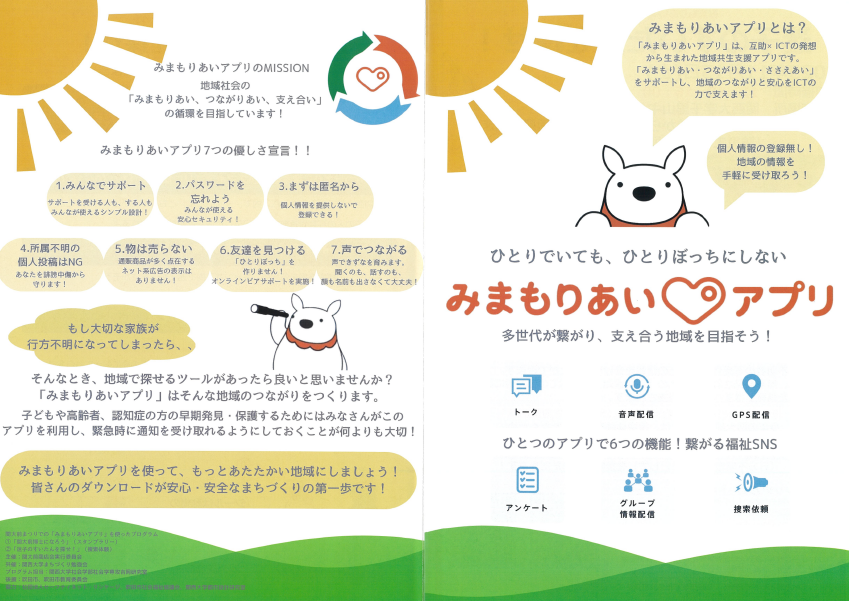 みまもりあいアプリのMISSION
地域社会の
「みまもりあい、つながりあい、支え合い」
の循環を目指しています！
みまもりあいアプリ7つの優しさ宣言！！
1.みんなでサポート
サポートを受ける人も、する人も
みんなが使えるシンプル設計！
2.パスワードを
忘れよう
みんなが使える
安心セキュリティ！
3.まずは匿名から
個人情報を提供しないで
登録できる！
4.所属不明の
個人投稿はNG
あなたを誹謗中傷から
守ります！
5.物は売らない
通販商品が多く点在する
ネット系広告の表示は
ありません！
6.友達を見つける
「ひとりぼっち」を
作りません！
オンラインピアサポートを実施！
7.声でつながる
声できずなを育みます。
聞くのも、話すのも、
顔も名前も出さなくて大丈夫！
もし大切な家族が
行方不明になってしまったら、、
そんなとき、地域で探せるツールがあったら良いと思いませんか？
「みまもりあいアプリ」はそんな地域のつながりをつくります。
子どもや高齢者、認知症の方の早期発見・保護するためにはみなさんがこの
アプリを利用し、緊急時に通知を受け取れるようにしておくことが何よりも大切！
みまもりあいアプリを使って、もっとあたたかい地域にしましょう！
皆さんのダウンロードが安心・安全なまちづくりの第一歩です！
みまもりあいアプリとは？
「みまもりあいアプリ」は、互助×ICTの発想
から生まれた地域共生支援アプリです。
「みまもりあい・つながりあい・ささえあい」
をサポートし、地域のつながりと安心をICTの
力で支えます！
個人情報の登録無し！
地域の情報を
手軽に受け取ろう！
ひとりでいても、ひとりぼっちにしない
みまもりあいアプリ
多世代が繋がり、支え合う地域を目指そう！
トーク
音声配信
GPS配信
ひとつのアプリで6つの機能！繋がる福祉SNS
アンケート
グループ
情報配信
捜索依頼